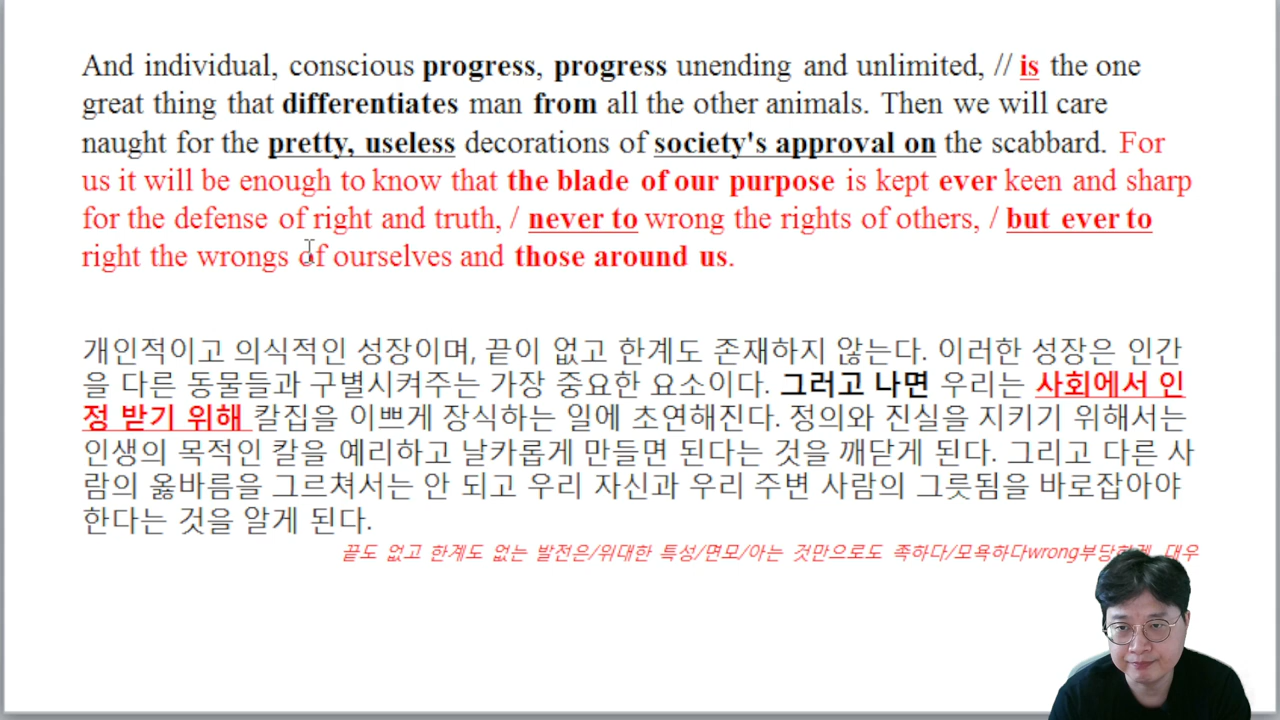 And individual, conscious progress, progress unending and unlimited, // is the one
great thing that differentiates man from all the other animals. Then we will care
naught for the pretty, useless decorations of society's approval on the scabbard. For
us it will be enough to know that the blade of our purpose is kept ever keen and sharp
for the defense of right and truth, / never to wrong the rights of others, / but ever to
right the wrongs of ourselves and those around us.
개인적이고 의식적인 성장이며, 끝이 없고 한계도 존재하지 않는다. 이러한 성장은 인간
을 다른 동물들과 구별시켜주는 가장 중요한 요소이다. 그러고 나면 우리는 사회에서 인
정 받기 위해 칼집을 이쁘게 장식하는 일에 초연해진다. 정의와 진실을 지키기 위해서는
인생의 목적인 칼을 예리하고 날카롭게 만들면 된다는 것을 깨닫게 된다. 그리고 다른 사
람의 옳바름을 그르쳐서는 안 되고 우리 자신과 우리 주변 사람의 그릇됨을 바로잡아야
한다는 것을 알게 된다.
끝도 없고 한계도 없는 발전은/위대한 특성/면모/아는 것만으로도 족하다/모욕하다wrong부당하게 대우